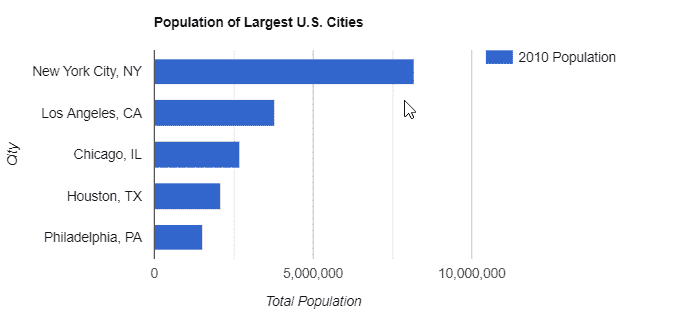 Population of Largest U.S. Cities
2010 Population
New York City, NY
Los Angeles, CA
Chicago, IL
Houston, TX
Philadelphia, PA
City
0
5,000,000
10,000,000
Total Population